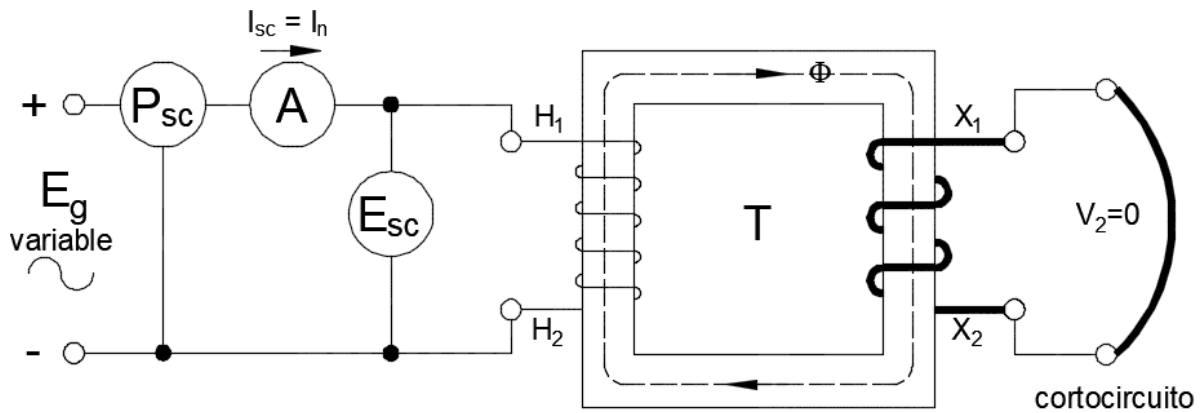 I_sc = I_n
+
P_sc
A
E_g
variable
E_sc
-
H_1
H_2
Φ
T
X_1
X_2
V_2=0
cortocircuito